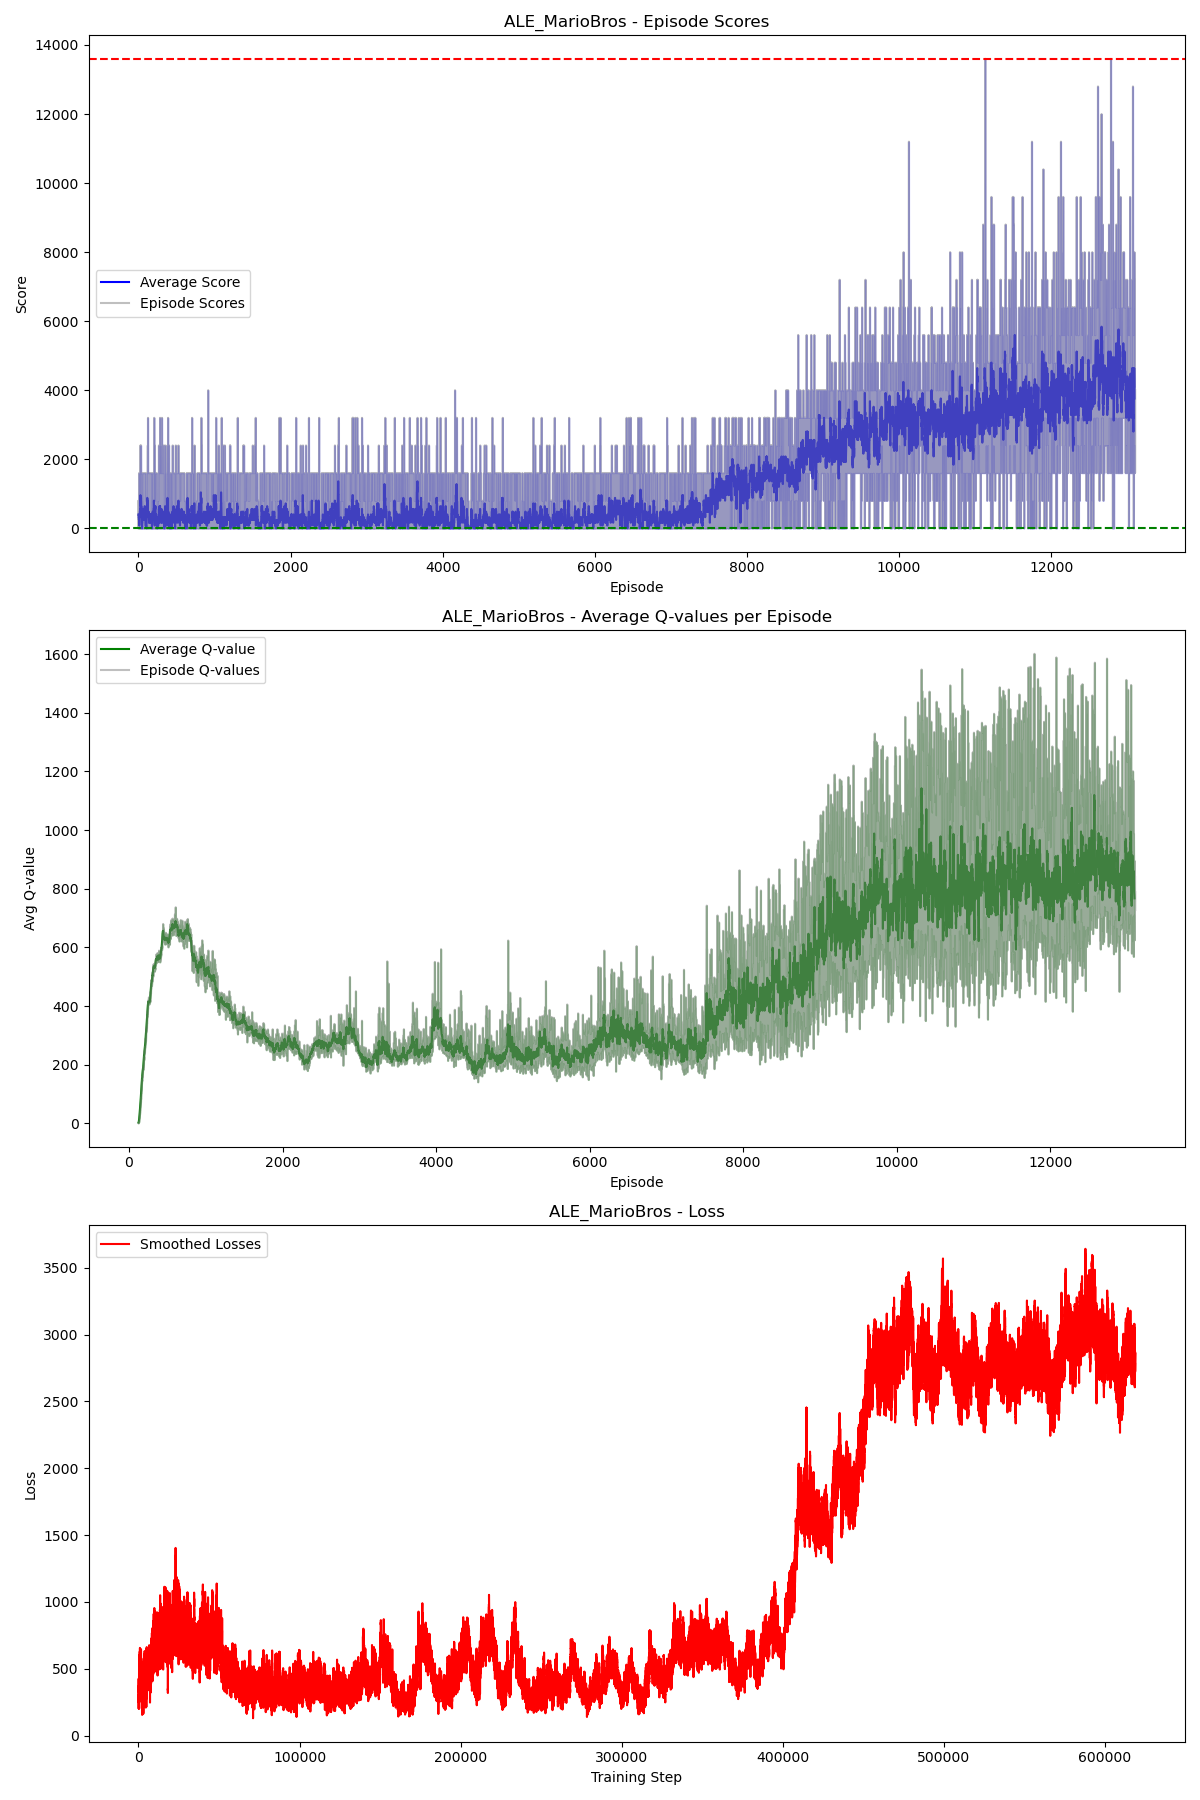 ALE_MarioBros - Episode Scores
14000
12000
10000
8000
6000
4000
2000
0
Score
Average Score
Episode Scores
0 2000 4000 6000 8000 10000 12000
Episode
ALE_MarioBros - Average Q-values per Episode
1600
1400
1200
1000
800
600
400
200
0
Avg Q-value
Average Q-value
Episode Q-values
0 2000 4000 6000 8000 10000 12000
Episode
ALE_MarioBros - Loss
3500
3000
2500
2000
1500
1000
500
0
Loss
Smoothed Losses
0 100000 200000 300000 400000 500000 600000
Training Step